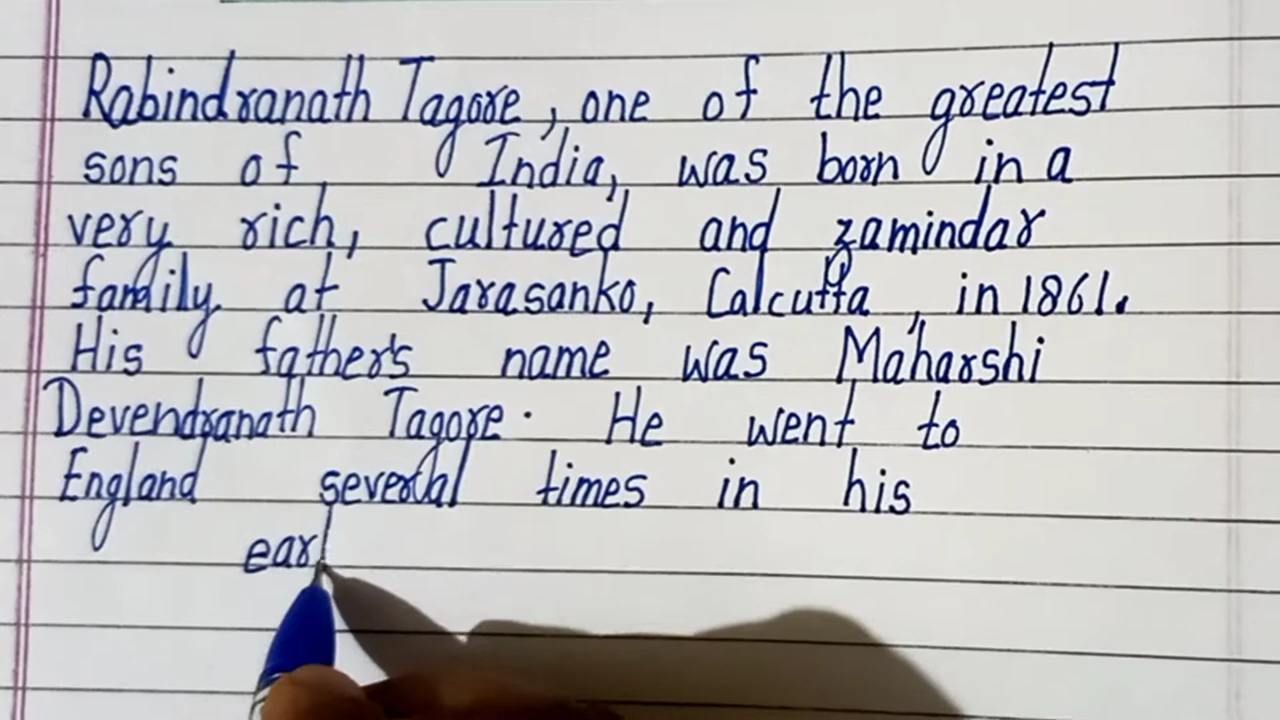 Rabindranath Tagore, one of the greatest
sons of India, was born in a
very rich, cultured and zamindar
family at Jarasanko, Calcutta, in 1861.
His father's name was Maharshi
Devendranath Tagore. He went to
England several times in his
earl